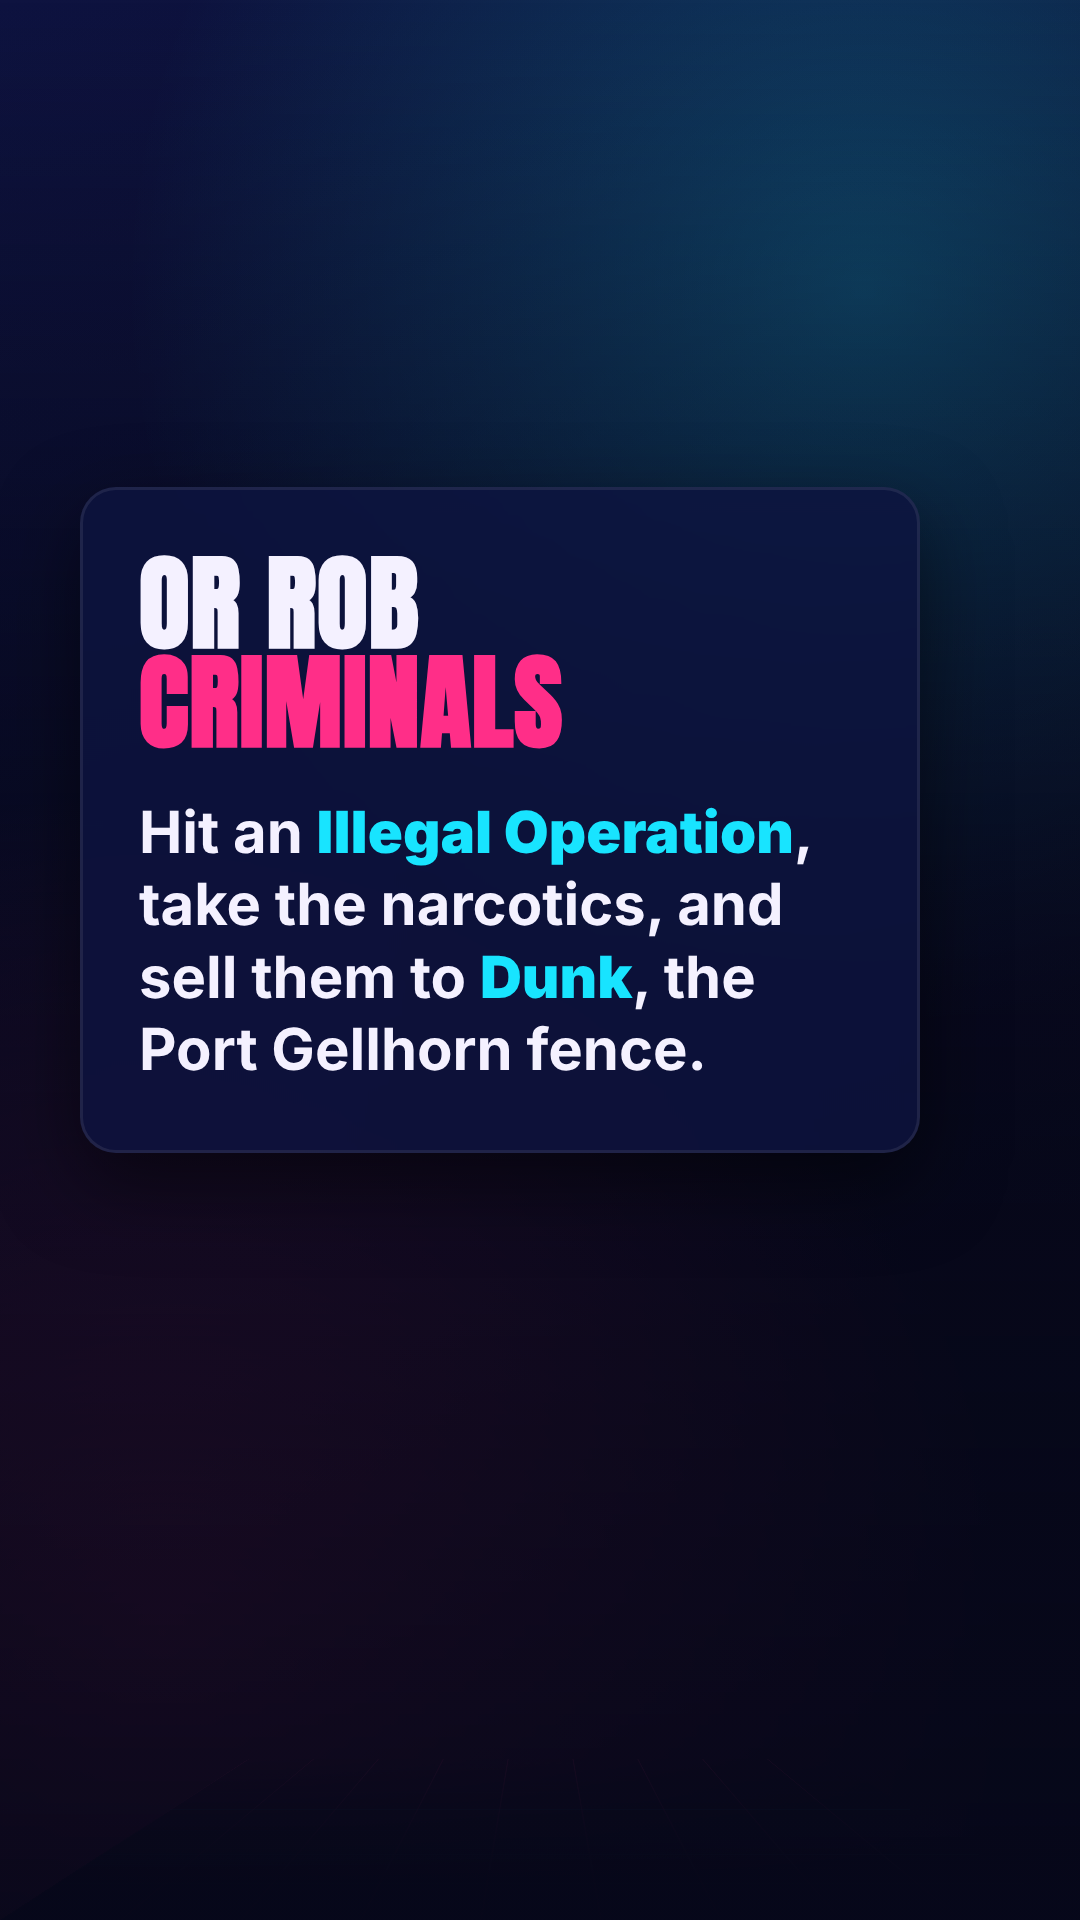 OR ROB
CRIMINALS
Hit an Illegal Operation,
take the narcotics, and
sell them to Dunk, the
Port Gellhorn fence.